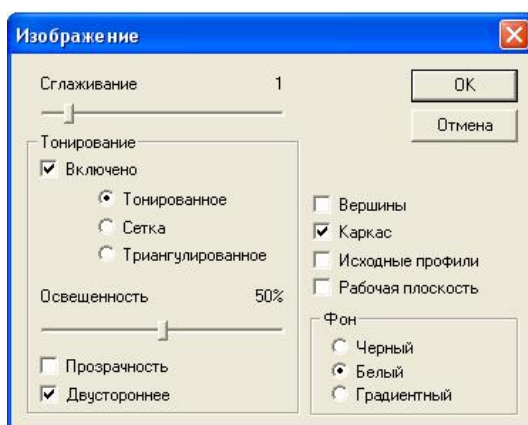 Изображение
Сглаживание 1
OK
Отмена
Тонирование
Включено
Тонированное
Сетка
Триангулированное
Освещенность 50%
Прозрачность
Двустороннее
Вершины
Каркас
Исходные профили
Рабочая плоскость
Фон
Черный
Белый
Градиентный